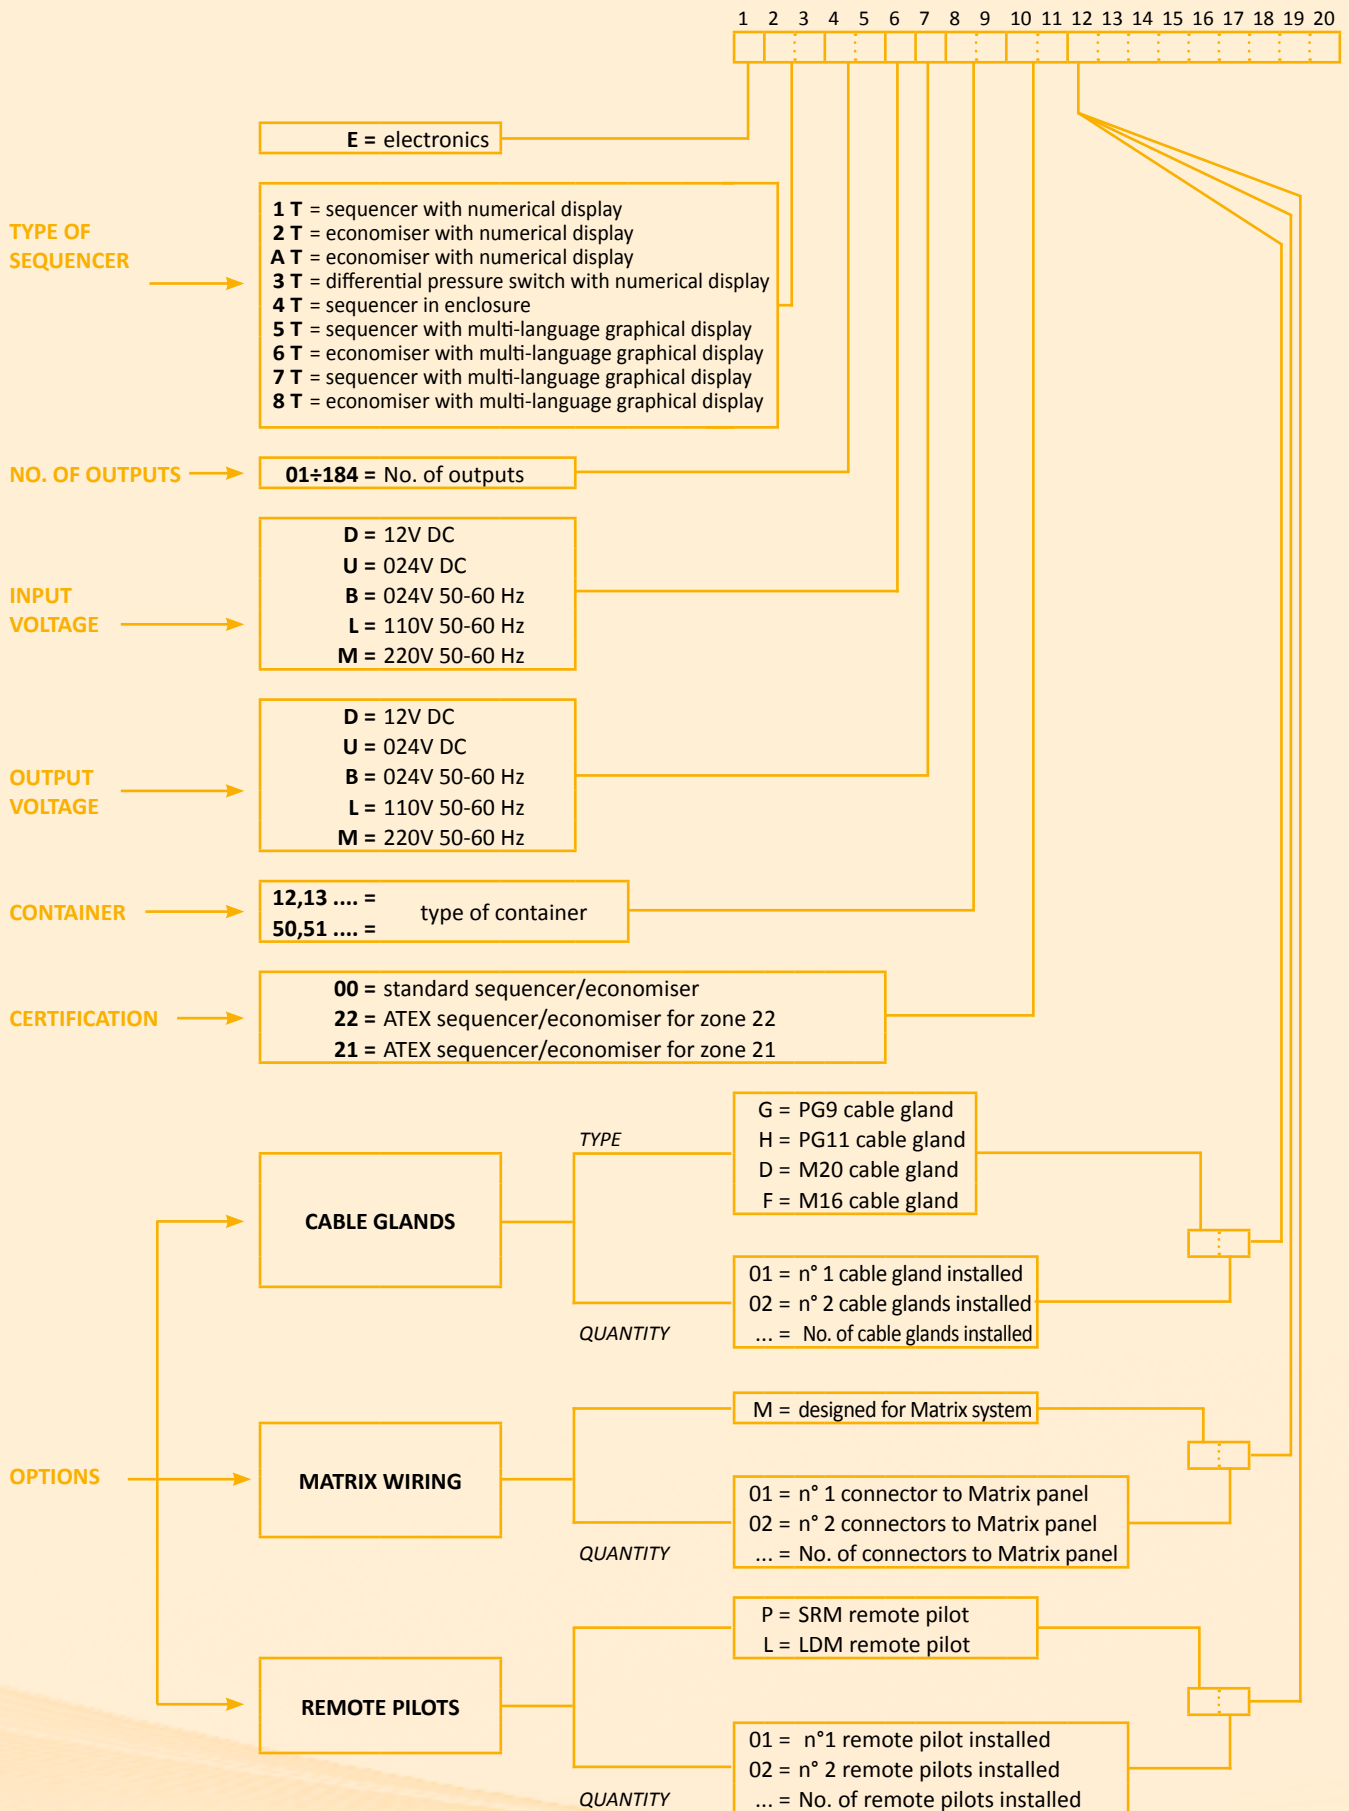 1 2 3 4 5 6 7 8 9 10 11 12 13 14 15 16 17 18 19 20
E = electronics
TYPE OF
SEQUENCER
1 T = sequencer with numerical display
2 T = economiser with numerical display
A T = economiser with numerical display
3 T = differential pressure switch with numerical display
4 T = sequencer in enclosure
5 T = sequencer with multi-language graphical display
6 T = economiser with multi-language graphical display
7 T = sequencer with multi-language graphical display
8 T = economiser with multi-language graphical display
NO. OF OUTPUTS
01÷184 = No. of outputs
INPUT
VOLTAGE
D = 12V DC
U = 024V DC
B = 024V 50-60 Hz
L = 110V 50-60 Hz
M = 220V 50-60 Hz
OUTPUT
VOLTAGE
D = 12V DC
U = 024V DC
B = 024V 50-60 Hz
L = 110V 50-60 Hz
M = 220V 50-60 Hz
CONTAINER
12,13 .... =
50,51 .... =
type of container
CERTIFICATION
00 = standard sequencer/economiser
22 = ATEX sequencer/economiser for zone 22
21 = ATEX sequencer/economiser for zone 21
OPTIONS
CABLE GLANDS
TYPE
G = PG9 cable gland
H = PG11 cable gland
D = M20 cable gland
F = M16 cable gland
QUANTITY
01 = n° 1 cable gland installed
02 = n° 2 cable glands installed
... = No. of cable glands installed
MATRIX WIRING
M = designed for Matrix system
QUANTITY
01 = n° 1 connector to Matrix panel
02 = n° 2 connectors to Matrix panel
... = No. of connectors to Matrix panel
REMOTE PILOTS
P = SRM remote pilot
L = LDM remote pilot
QUANTITY
01 = n°1 remote pilot installed
02 = n° 2 remote pilots installed
... = No. of remote pilots installed